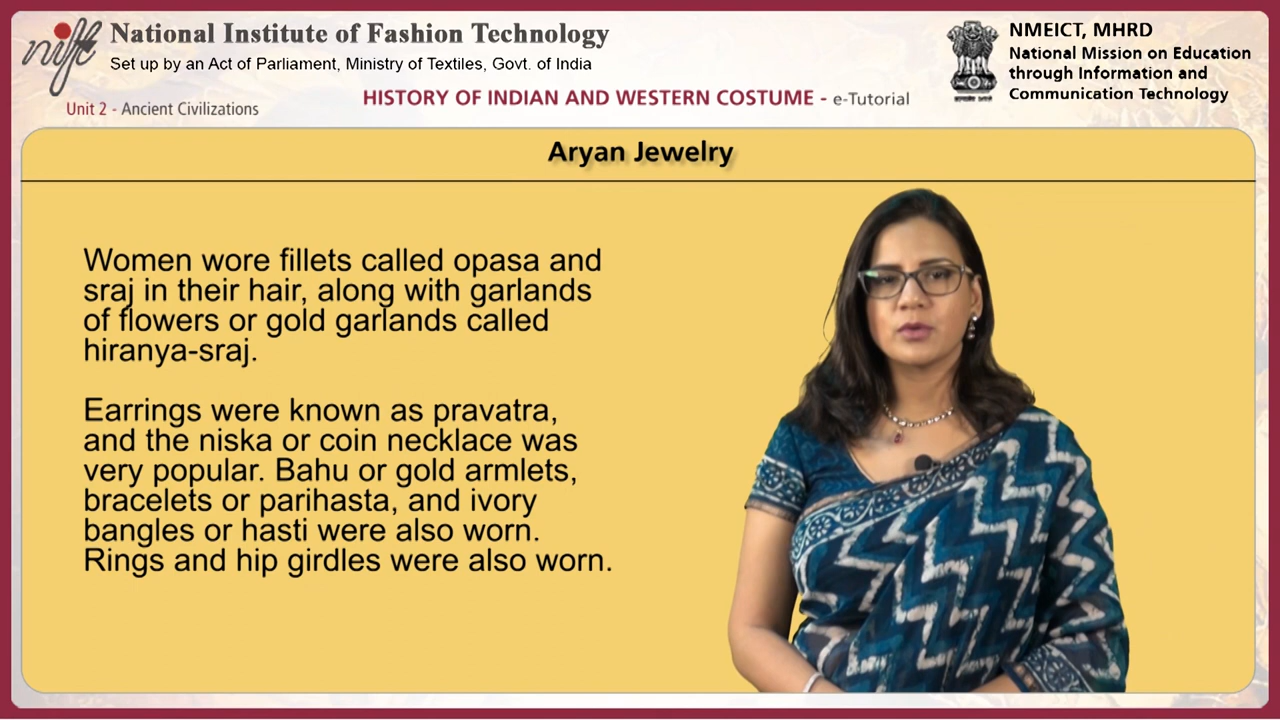 nift
National Institute of Fashion Technology
Set up by an Act of Parliament, Ministry of Textiles, Govt. of India
Unit 2 - Ancient Civilizations
HISTORY OF INDIAN AND WESTERN COSTUME - e-Tutorial
NMEICT, MHRD
National Mission on Education
through Information and
Communication Technology
Aryan Jewelry
Women wore fillets called opasa and
sraj in their hair, along with garlands
of flowers or gold garlands called
hiranya-sraj.
Earrings were known as pravatra,
and the niska or coin necklace was
very popular. Bahu or gold armlets,
bracelets or parihasta, and ivory
bangles or hasti were also worn.
Rings and hip girdles were also worn.